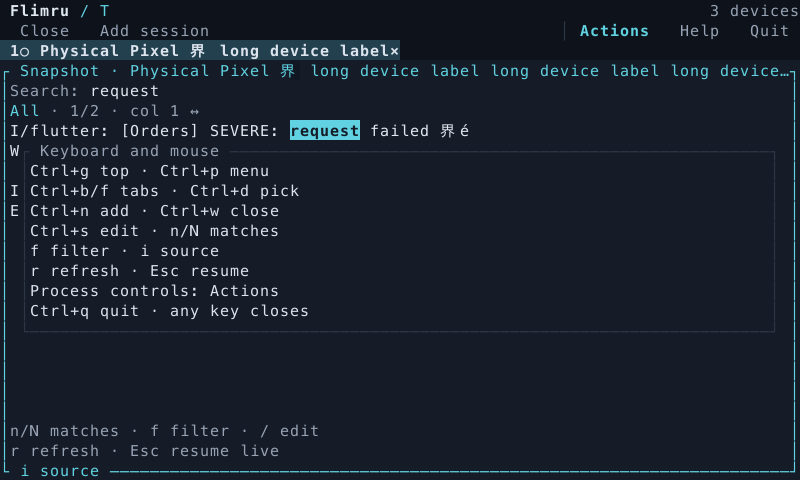 Flimru / T 3 devices
Close Add session Actions Help Quit
1○ Physical Pixel 界 long device label×
Snapshot · Physical Pixel 界 long device label long device label long device…
Search: request
All · 1/2 · col 1 ↔
I/flutter: [Orders] SEVERE: request failed 界 é
W Keyboard and mouse
Ctrl+g top · Ctrl+p menu
I Ctrl+b/f tabs · Ctrl+d pick
E Ctrl+n add · Ctrl+w close
Ctrl+s edit · n/N matches
f filter · i source
r refresh · Esc resume
Process controls: Actions
Ctrl+q quit · any key closes
n/N matches · f filter · / edit
r refresh · Esc resume live
i source